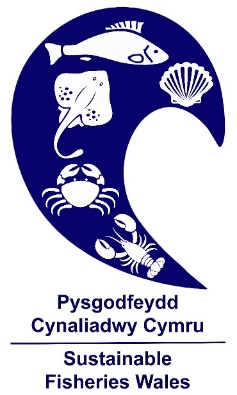 Pysgodfeydd
Cynaliadwy Cymru
Sustainable
Fisheries Wales